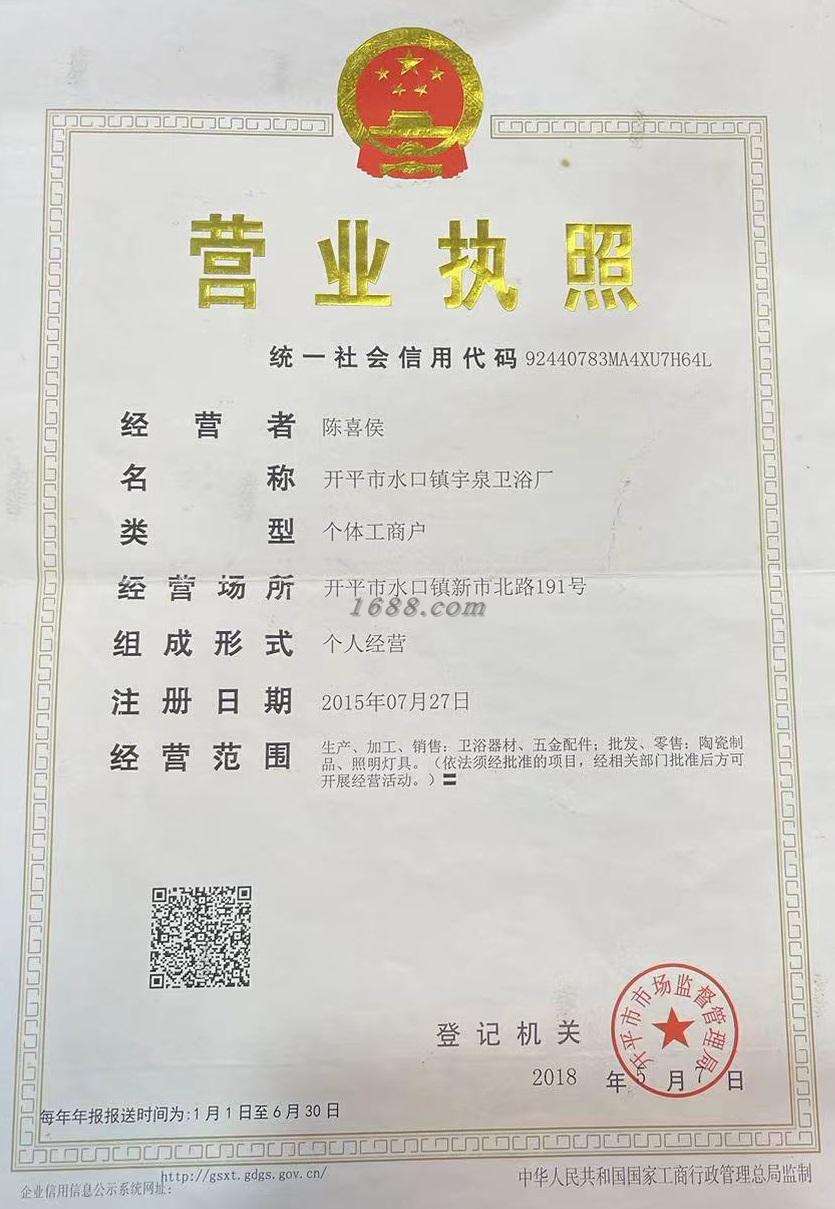 营业执照
统一社会信用代码 92440783MA4XU7H64L
经营者 陈喜侯
名称 开平市水口镇宇泉卫浴厂
类型 个体工商户
经营场所 开平市水口镇新市北路191号
1688.com
组成形式 个人经营
注册日期 2015年07月27日
经营范围 生产、加工、销售：卫浴器材、五金配件；批发、零售：陶瓷制
品、照明灯具。（依法须经批准的项目，经相关部门批准后方可
开展经营活动。）〓
开平市市场监督管理局
登记机关
2018 年 5 月 7 日
每年年报报送时间为：1月1日至6月30日
http://gsxt.gdgs.gov.cn/
企业信用信息公示系统网址：
中华人民共和国国家工商行政管理总局监制